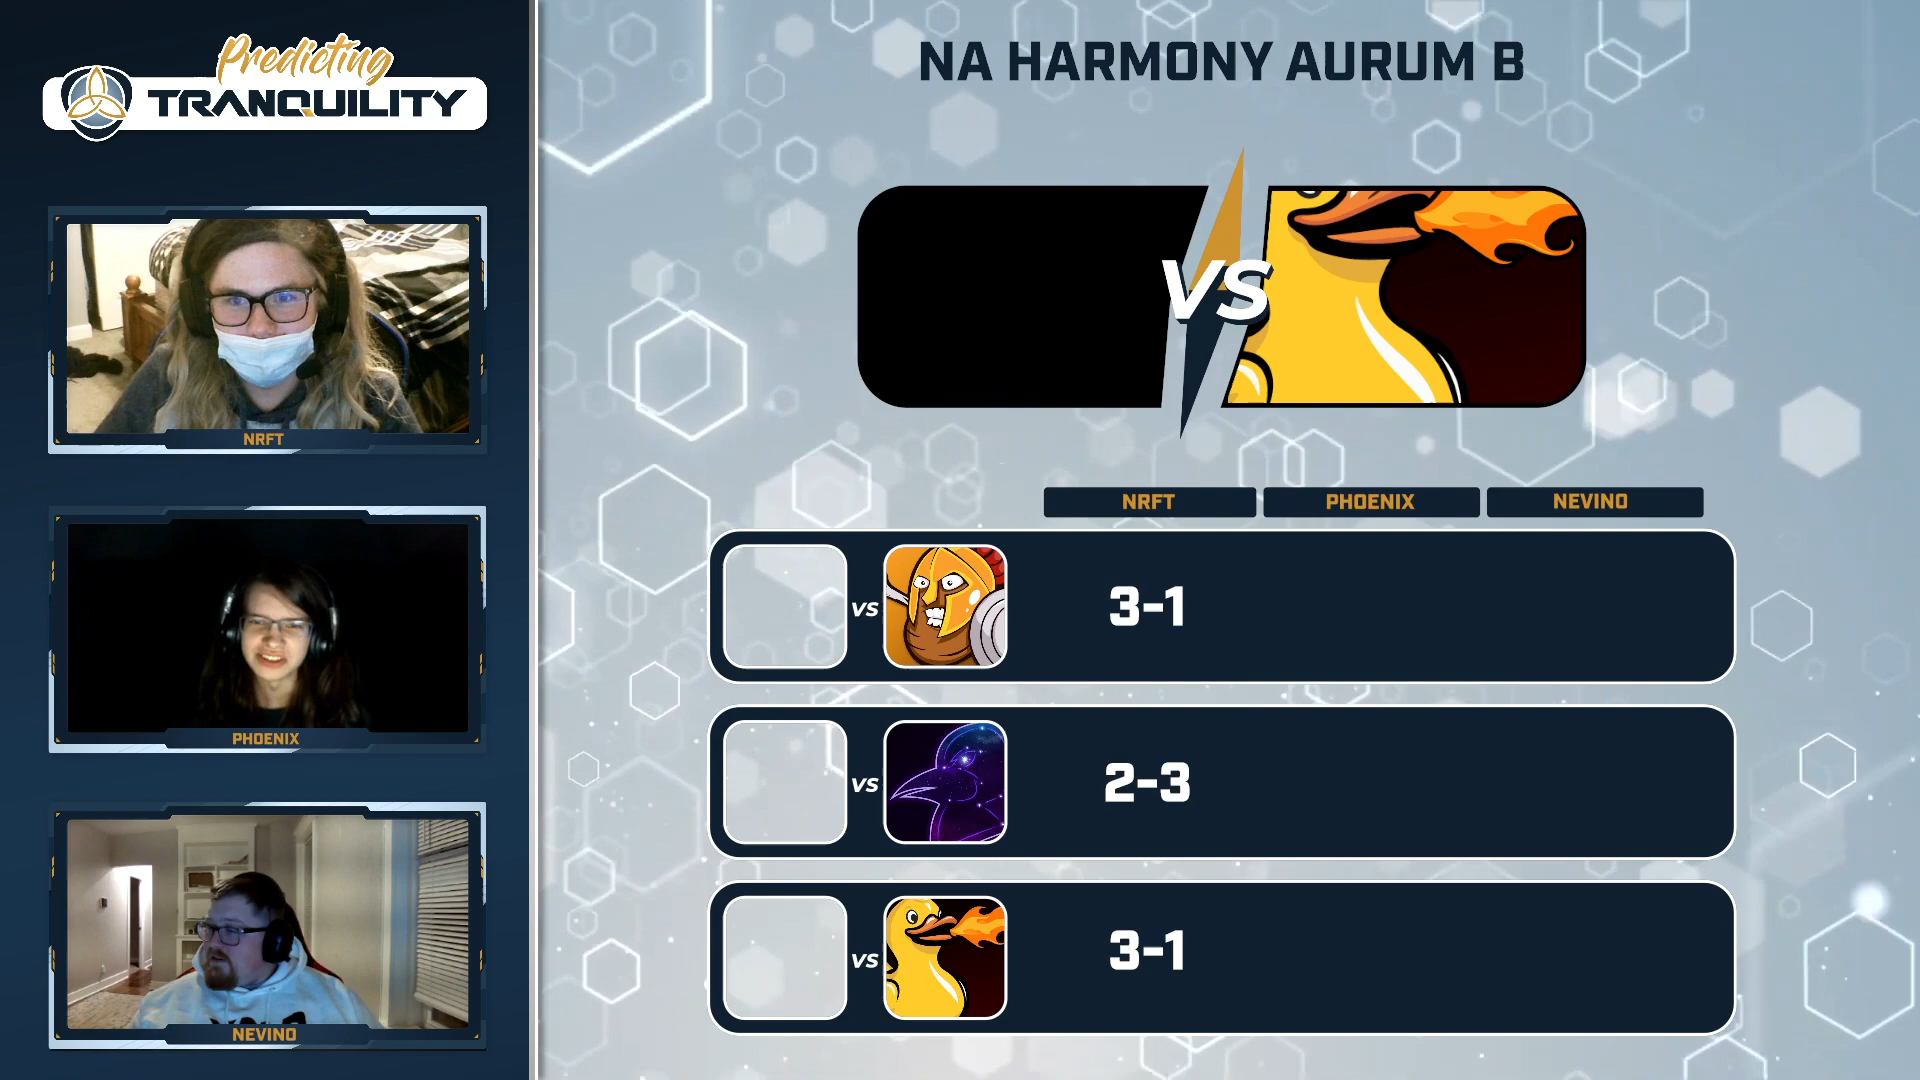 Predicting
TRANQUILITY
NRFT
PHOENIX
NEVINO
NA HARMONY AURUM B
VS
NRFT PHOENIX NEVINO
VS 3-1
VS 2-3
VS 3-1